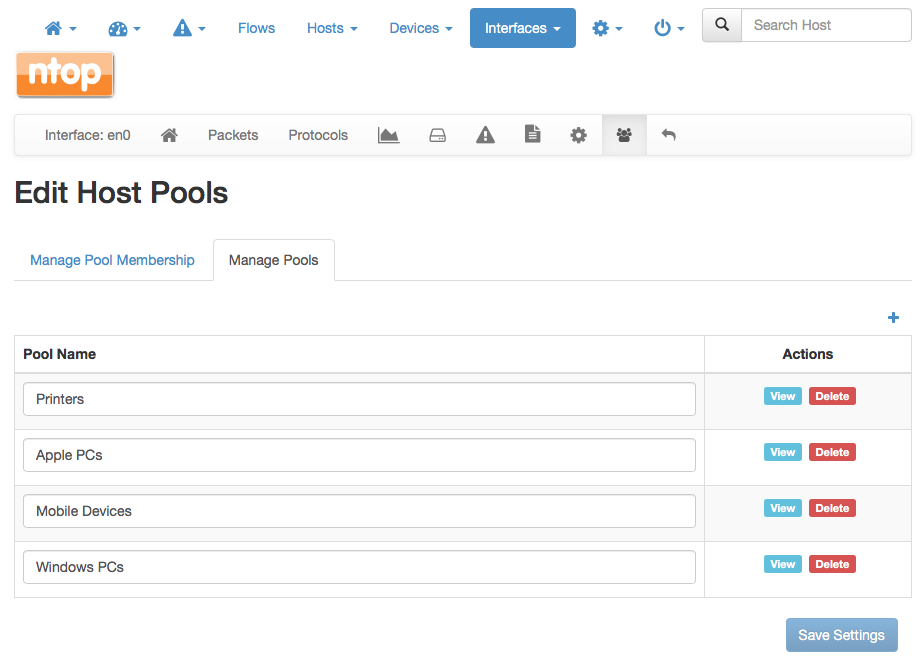 Flows Hosts Devices Interfaces Search Host
ntop
Interface: en0 Packets Protocols
Edit Host Pools
Manage Pool Membership Manage Pools
Pool Name Actions
Printers View Delete
Apple PCs View Delete
Mobile Devices View Delete
Windows PCs View Delete
Save Settings